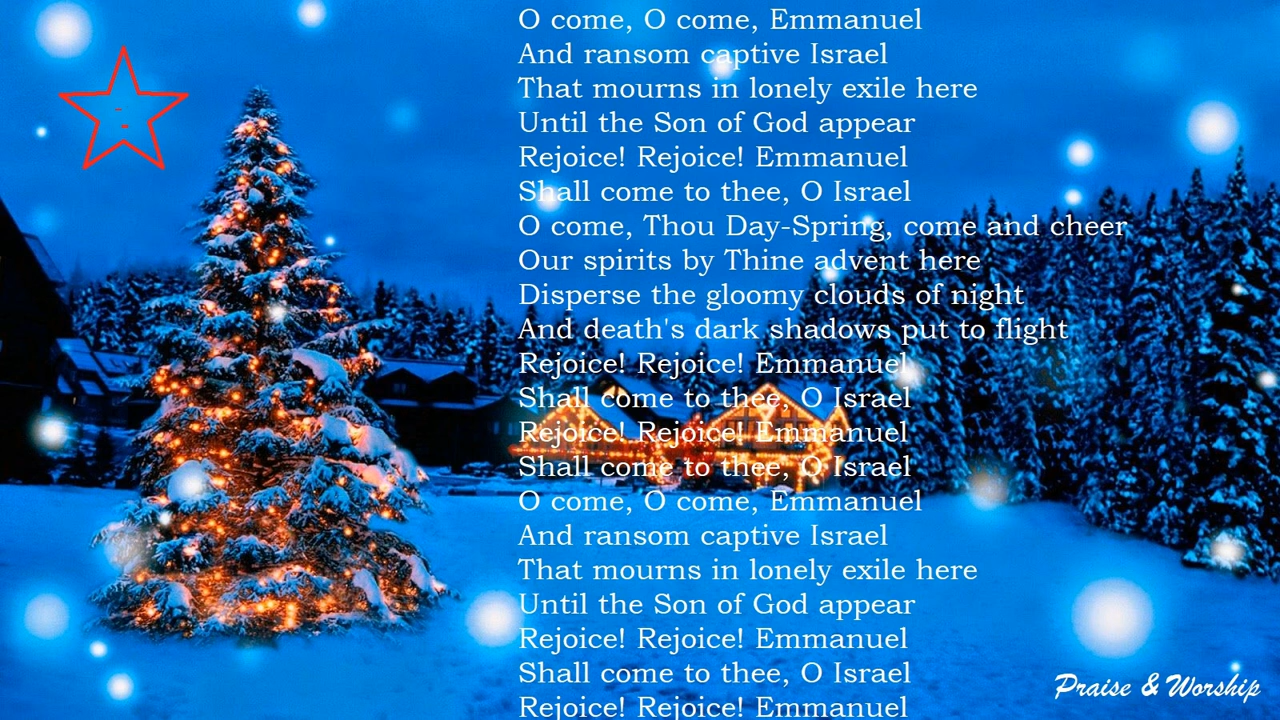 O come, O come, Emmanuel
And ransom captive Israel
That mourns in lonely exile here
Until the Son of God appear
Rejoice! Rejoice! Emmanuel
Shall come to thee, O Israel
O come, Thou Day-Spring, come and cheer
Our spirits by Thine advent here
Disperse the gloomy clouds of night
And death's dark shadows put to flight
Rejoice! Rejoice! Emmanuel
Shall come to thee, O Israel
Rejoice! Rejoice! Emmanuel
Shall come to thee, O Israel
O come, O come, Emmanuel
And ransom captive Israel
That mourns in lonely exile here
Until the Son of God appear
Rejoice! Rejoice! Emmanuel
Shall come to thee, O Israel
Rejoice! Rejoice! Emmanuel
Praise & Worship